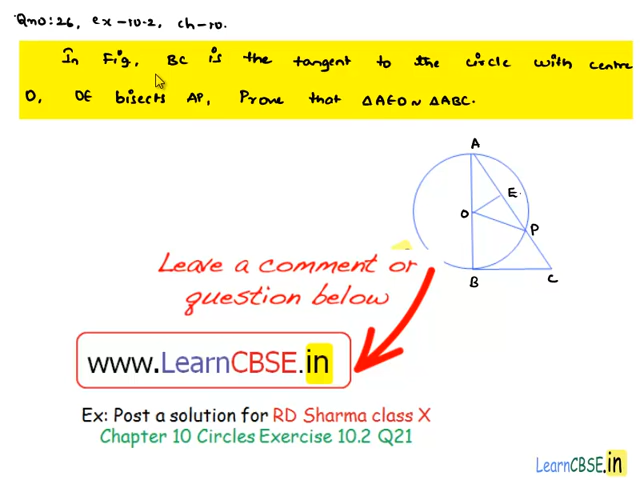 Qno:26, ex-10.2, ch-10.
In Fig, BC is the tangent to the circle with centre
O, OE bisects AP, Prove that △AEO ~ △ABC.
A
E.
O
P
B
C
Leave a comment or
question below
www.LearnCBSE.in
Ex: Post a solution for RD Sharma class X
Chapter 10 Circles Exercise 10.2 Q21
LearnCBSE.in